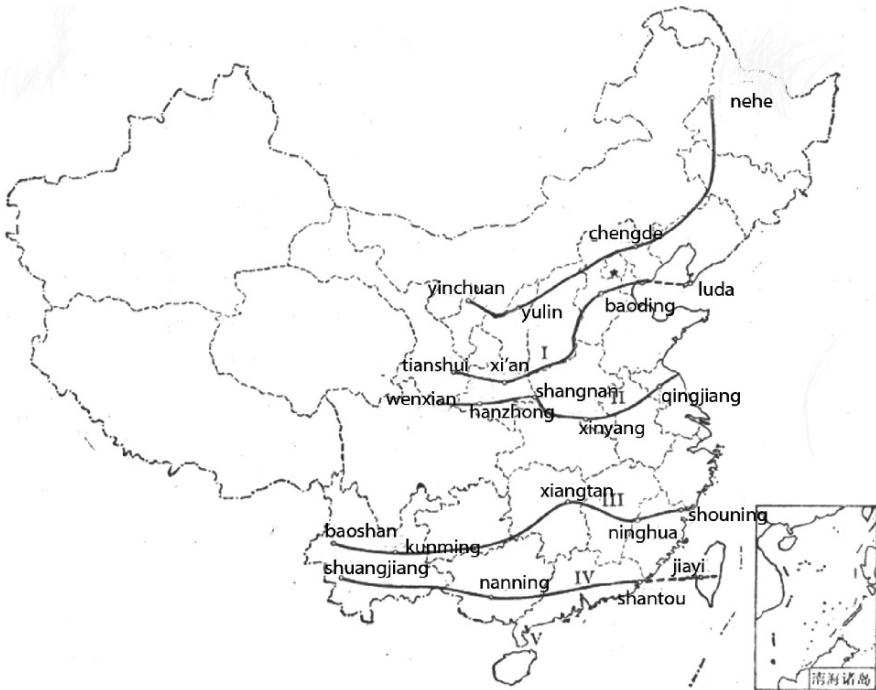 nehe
chengde
yinchuan
yulin
baoding
luda
tianshui
xi'an
I
wenxian
hanzhong
shangnan
II
qingjiang
xinyang
xiangtan
III
shouning
ninghua
baoshan
kunming
shuangjiang
nanning
IV
jiayi
shantou
V
南海诸岛